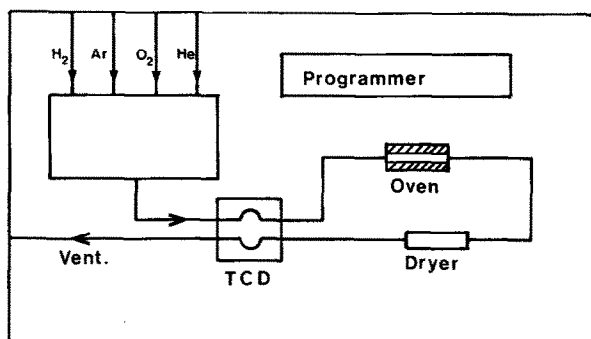 H2 Ar O2 He
Programmer
Oven
Vent.
Dryer
TCD